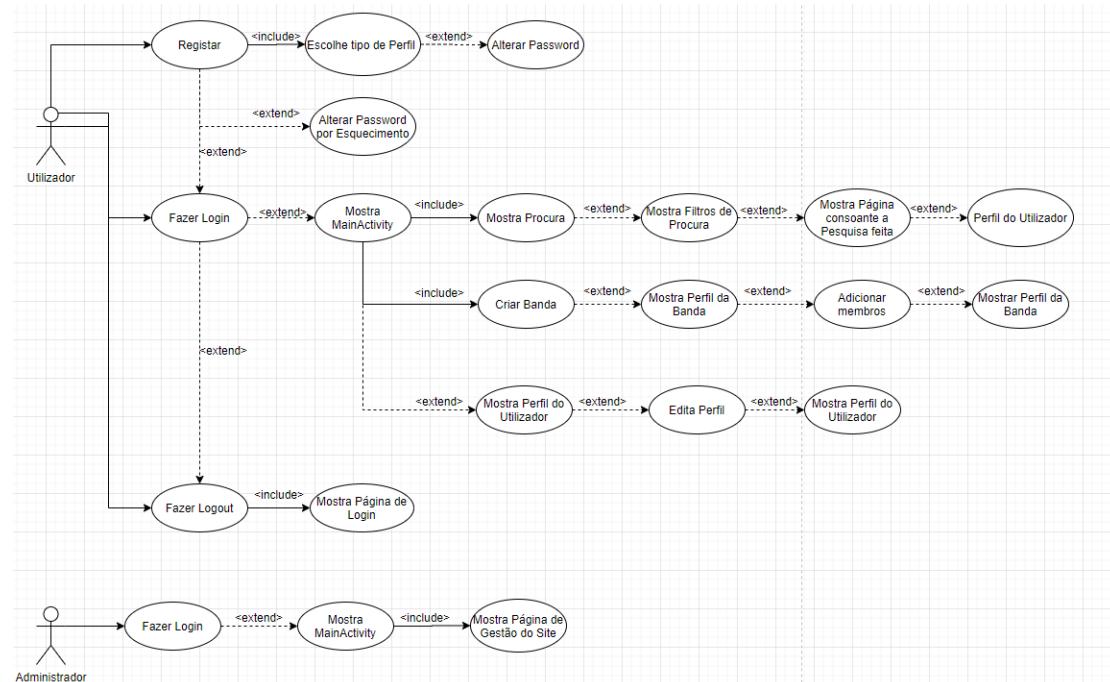 Registar
<include>
Escolhe tipo de Perfil
<extend>
Alterar Password
<extend>
Alterar Password
por Esquecimento
<extend>
Utilizador
Fazer Login
<extend>
Mostra
MainActivity
<include>
Mostra Procura
<extend>
Mostra Filtros de
Procura
<extend>
Mostra Página
consoante a
Pesquisa feita
<extend>
Perfil do Utilizador
<include>
Criar Banda
<extend>
Mostra Perfil da
Banda
<extend>
Adicionar
membros
<extend>
Mostrar Perfil da
Banda
<extend>
<extend>
Mostra Perfil do
Utilizador
<extend>
Edita Perfil
<extend>
Mostra Perfil do
Utilizador
Fazer Logout
<include>
Mostra Página de
Login
Administrador
Fazer Login
<extend>
Mostra
MainActivity
<include>
Mostra Página de
Gestão do Site